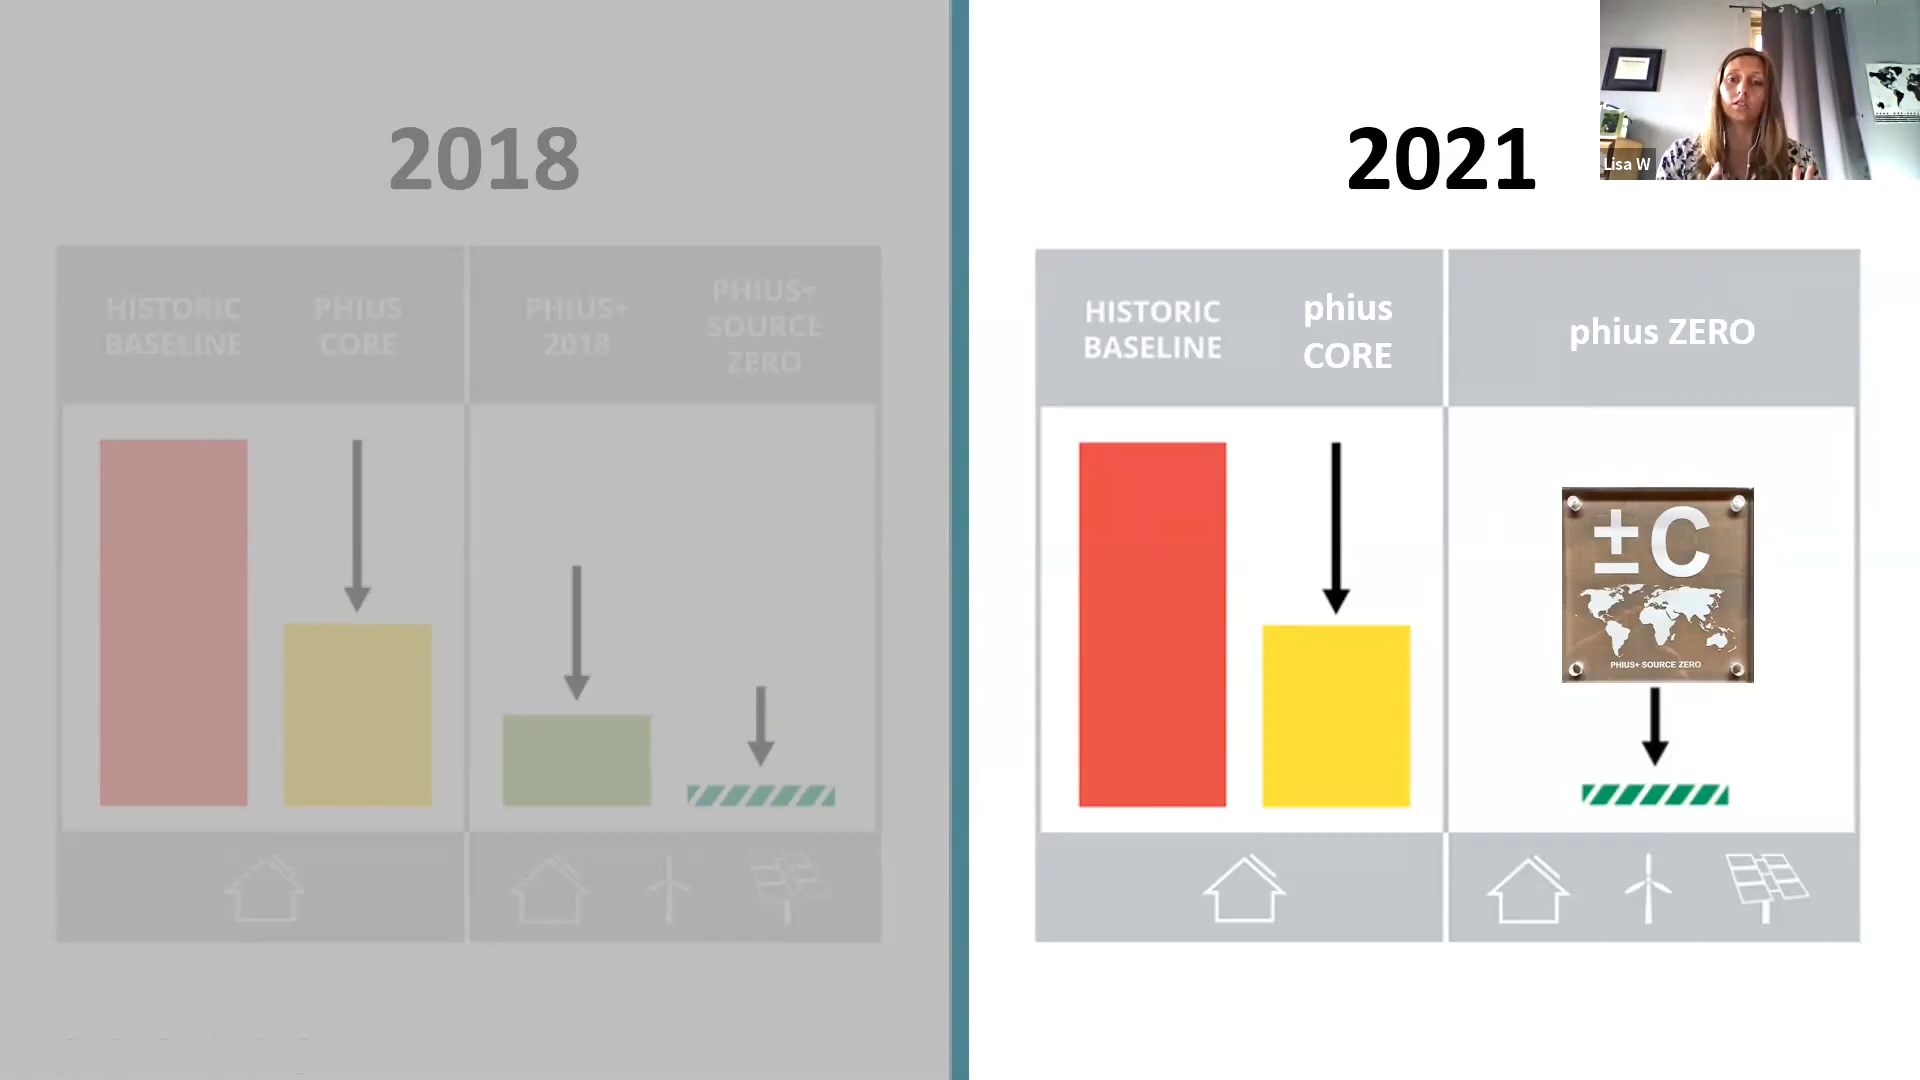 2018
HISTORIC
BASELINE
PHIUS
CORE
PHIUS+
2018
PHIUS+
SOURCE
ZERO
2021
HISTORIC
BASELINE
phius
CORE
phius ZERO
±C
PHIUS+ SOURCE ZERO
Lisa W